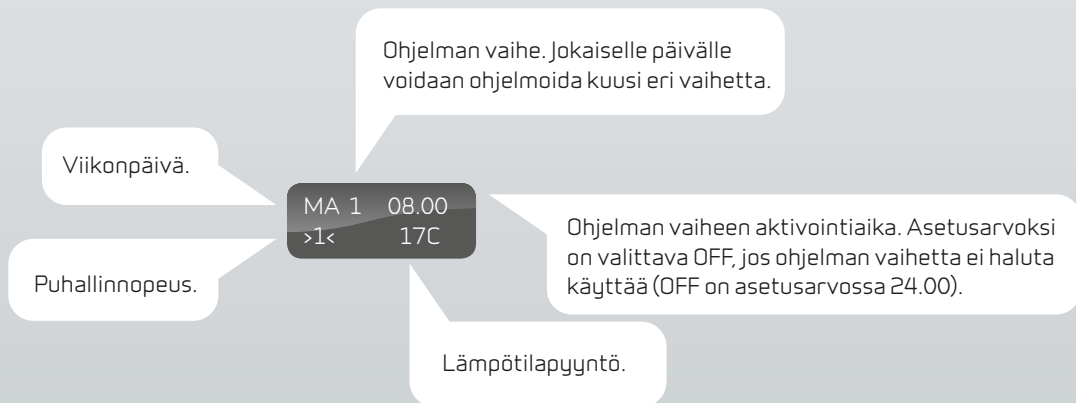 Ohjelman vaihe. Jokaiselle päivälle
voidaan ohjelmoida kuusi eri vaihetta.
Viikonpäivä.
MA 1 08.00
>1< 17C
Ohjelman vaiheen aktivointiaika. Asetusarvoksi
on valittava OFF, jos ohjelman vaihetta ei haluta
käyttää (OFF on asetusarvossa 24.00).
Puhallinnopeus.
Lämpötilapyyntö.